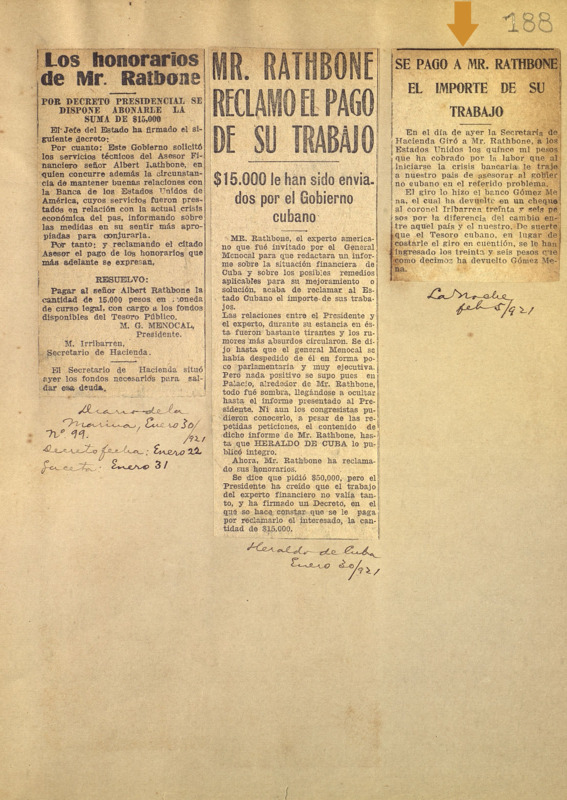 188
Los honorarios
de Mr. Ratbone
POR DECRETO PRESIDENCIAL SE
DISPONE ABONARLE LA
SUMA DE $15,000
El Jefe del Estado ha firmado el si-
guiente decreto:
Por cuanto: Este Gobierno solicitó
los servicios técnicos del Asesor Fi-
nanciero señor Albert Lathbone, en
quien concurre además la circunstan-
cia de mantener buenas relaciones con
la Banca de los Estados Unidos de
América, cuyos servicios fueron pres-
tados en relación con la actual crisis
económica del pas, informando sobre
las medidas en su sentir más apro-
piadas para conjurarla.
Por tanto; y reclamando el citado
Asesor el pago de los honorarios que
más adelante se expresan,
RESUELVO:
Pagar al señor Albert Rathbone la
cantidad de 15.000 pesos en moneda
de curso legal, con cargo a los fondos
disponibles del Tesoro Público.
M. G. MENOCAL,
Presidente.
M. Irribarren,
Secretario de Hacienda.
El Secretario de Hacienda situó
ayer los fondos necesarios para sal-
dar esa deuda.
Diario de la
Marina, Enero 30/
921
Nº 99.
Decreto fecha: Enero 22
Gaceta: Enero 31
MR. RATHBONE
RECLAMO EL PAGO
DE SU TRABAJO
$15.000 le han sido envia-
dos por el Gobierno
cubano
MR. Rathbone, el experto america-
no que fué invitado por el General
Menocal para que redactara un infor-
me sobre la situación financiera de
Cuba y sobre los posibles remedios
aplicables para su mejoramiento o
solución, acaba de reclamar al Es-
tado Cubano el importe de sus traba-
jos.
Las relaciones entre el Presidente y
el experto, durante su estancia en és-
ta fueron bastante tirantes y los ru-
mores más absurdos circularon. Se di-
jo hasta que el general Menocal se
había despedido de él en forma po-
co parlamentaria y muy ejecutiva.
Pero nada positivo se supo pues en
Palacio, alrededor de Mr. Rathbone,
todo fué sombra, llegándose a ocultar
hasta el informe presentado al Pre-
sidente. Ni aun los congresistas pu-
dieron conocerlo, a pesar de las re-
petidas peticiones, el contenido de
dicho informe de Mr. Rathbone, has-
ta que HERALDO DE CUBA lo pu-
blicó íntegro.
Ahora, Mr. Rathbone ha reclama-
do sus honorarios.
Se dice que pidió $50,000, pero el
Presidente ha creído que el trabajo
del experto financiero no valía tan-
to, y ha firmado un Decreto, en el
que se hace constar que se le paga
por reclamarlo el interesado, la can-
tidad de $15.000.
Heraldo de Cuba
Enero 30/921
SE PAGO A MR. RATHBONE
EL IMPORTE DE SU
TRABAJO
En el día de ayer la Secretaría de
Hacienda Giró a Mr. Rathbone, a los
Estados Unidos los quince mil pesos
que ha cobrado por la labor que al
iniciarse la crisis bancaria le traje
a nuestro país de asesorar al gobier
no cubano en el referido problema.
El giro lo hizo el banco Gómez Me
na, el cual ha devuelto en un cheque
al coronel Iribarren treinta y seis pe
sos por la diferencia del cambio en
tre aquel país y el nuestro. De suerte
que el Tesoro cubano, en lugar de
costarle el giro en cuestión, se le han
ingresado los treinta y seis pesos que
como decimos ha devuelto Gómez Me
na.
La Noche
feb 5/921